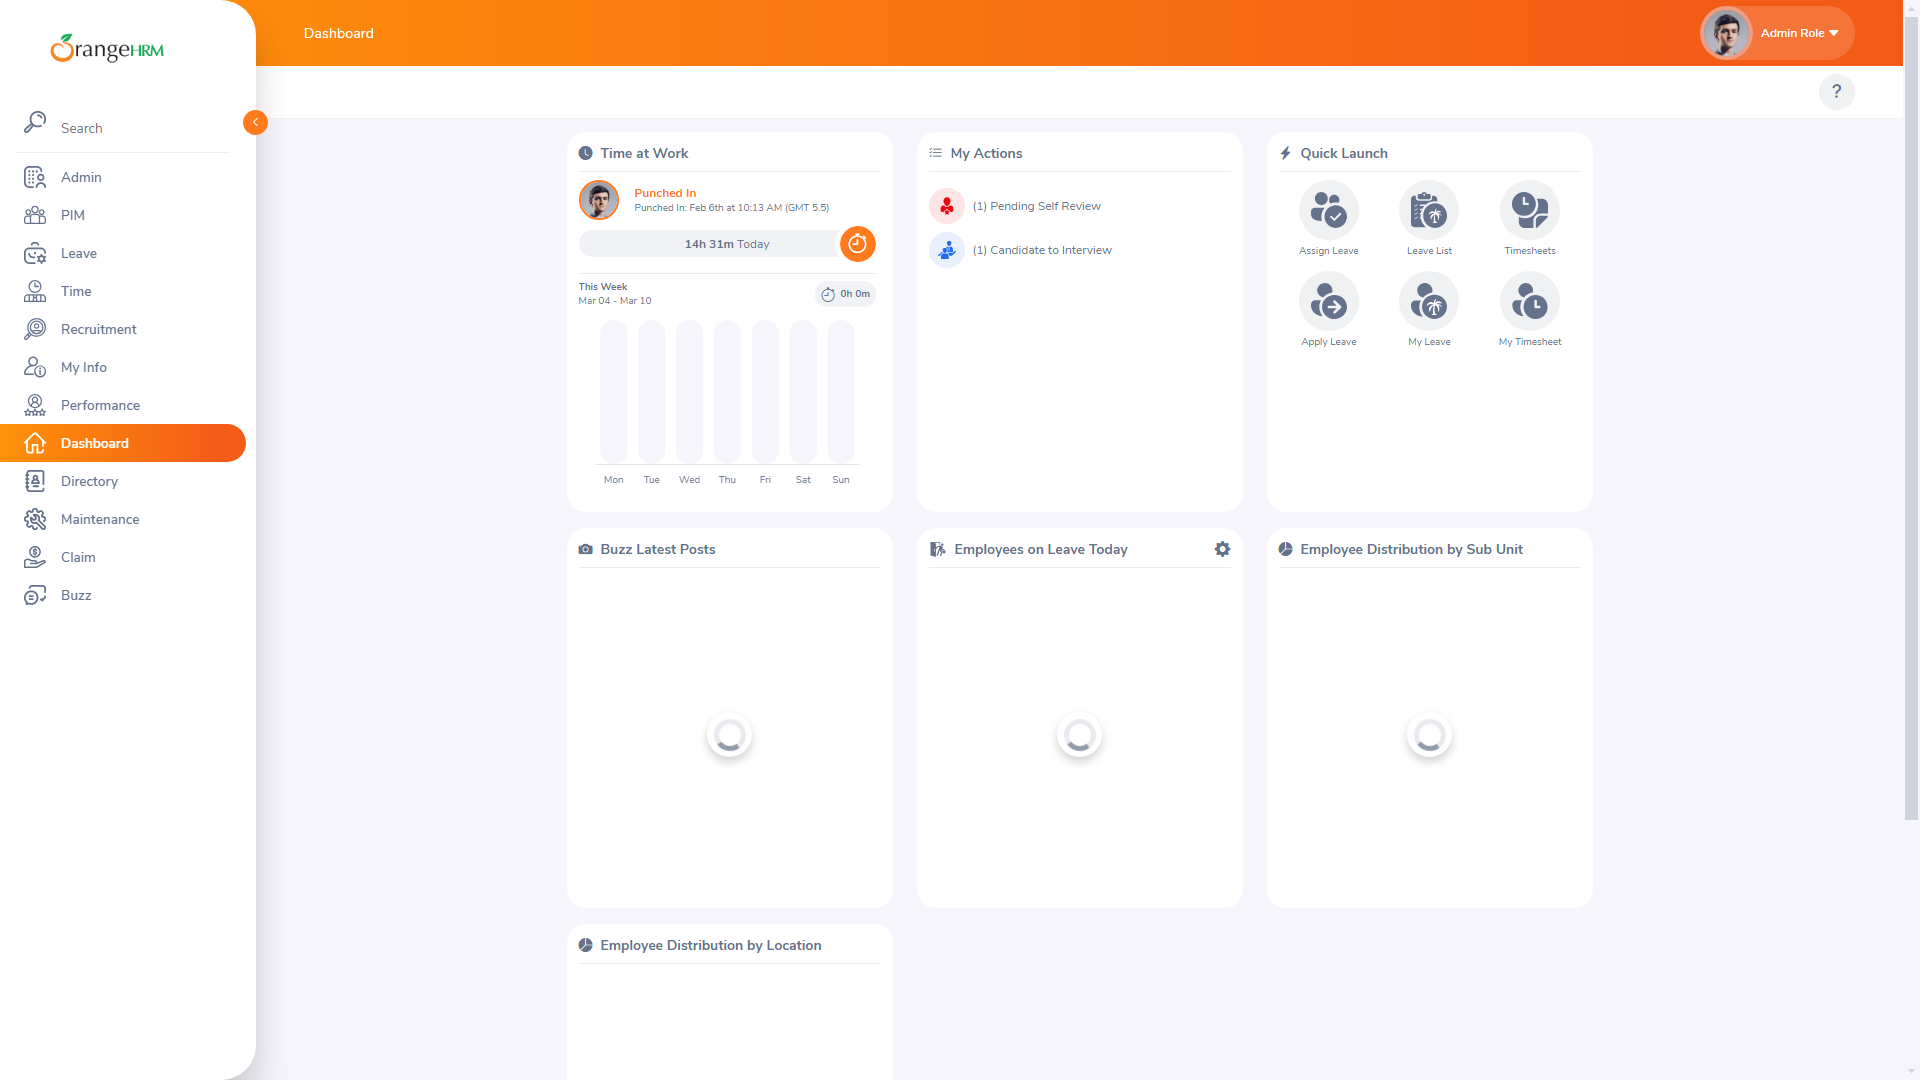 OrangeHRM
Dashboard
Admin Role
?
Search
Admin
PIM
Leave
Time
Recruitment
My Info
Performance
Dashboard
Directory
Maintenance
Claim
Buzz
Time at Work
Punched In
Punched In: Feb 6th at 10:13 AM (GMT 5.5)
14h 31m Today
This Week
Mar 04 - Mar 10
0h 0m
Mon Tue Wed Thu Fri Sat Sun
My Actions
(1) Pending Self Review
(1) Candidate to Interview
Quick Launch
Assign Leave
Leave List
Timesheets
Apply Leave
My Leave
My Timesheet
Buzz Latest Posts
Employees on Leave Today
Employee Distribution by Sub Unit
Employee Distribution by Location